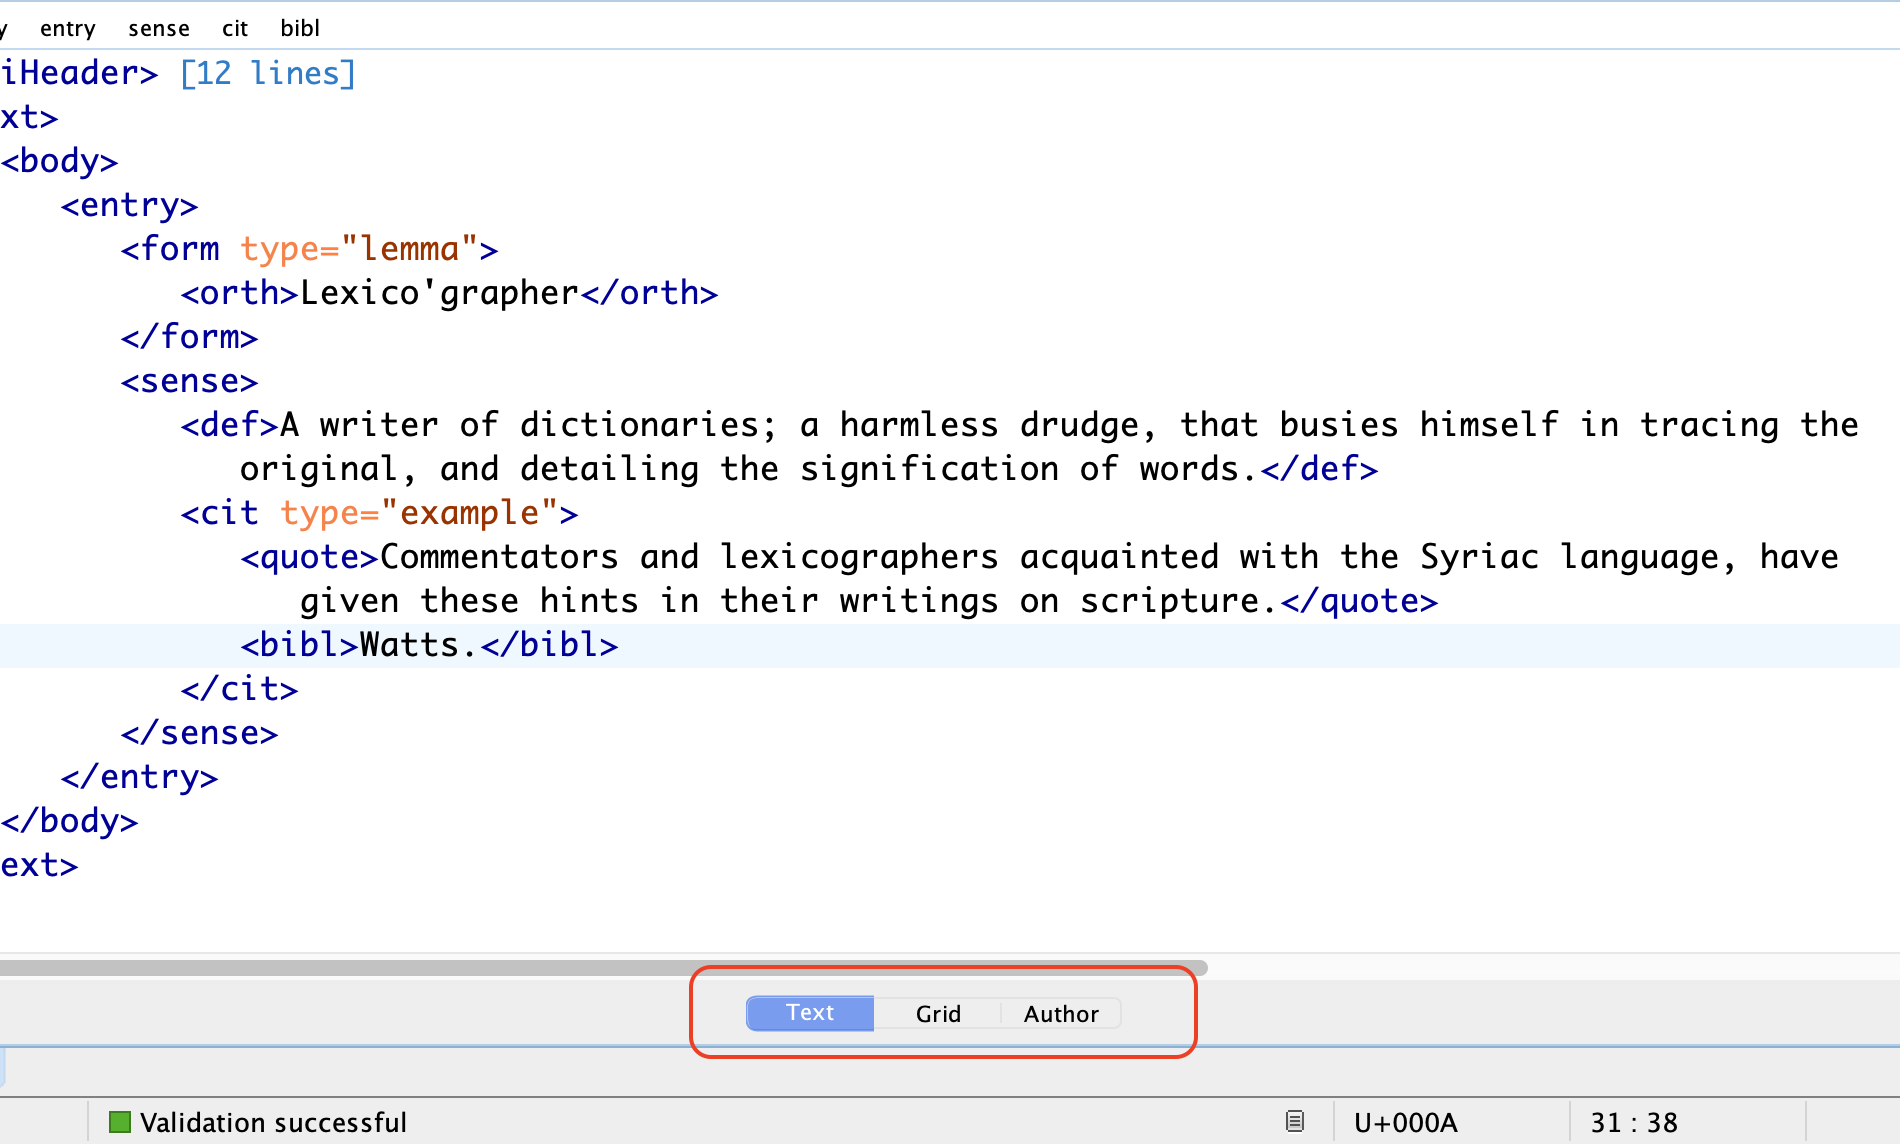 y entry sense cit bibl
iHeader> [12 lines]
xt>
<body>
<entry>
<form type="lemma">
<orth>Lexico'grapher</orth>
</form>
<sense>
<def>A writer of dictionaries; a harmless drudge, that busies himself in tracing the
original, and detailing the signification of words.</def>
<cit type="example">
<quote>Commentators and lexicographers acquainted with the Syriac language, have
given these hints in their writings on scripture.</quote>
<bibl>Watts.</bibl>
</cit>
</sense>
</entry>
</body>
ext>
Text Grid Author
Validation successful U+000A 31 : 38